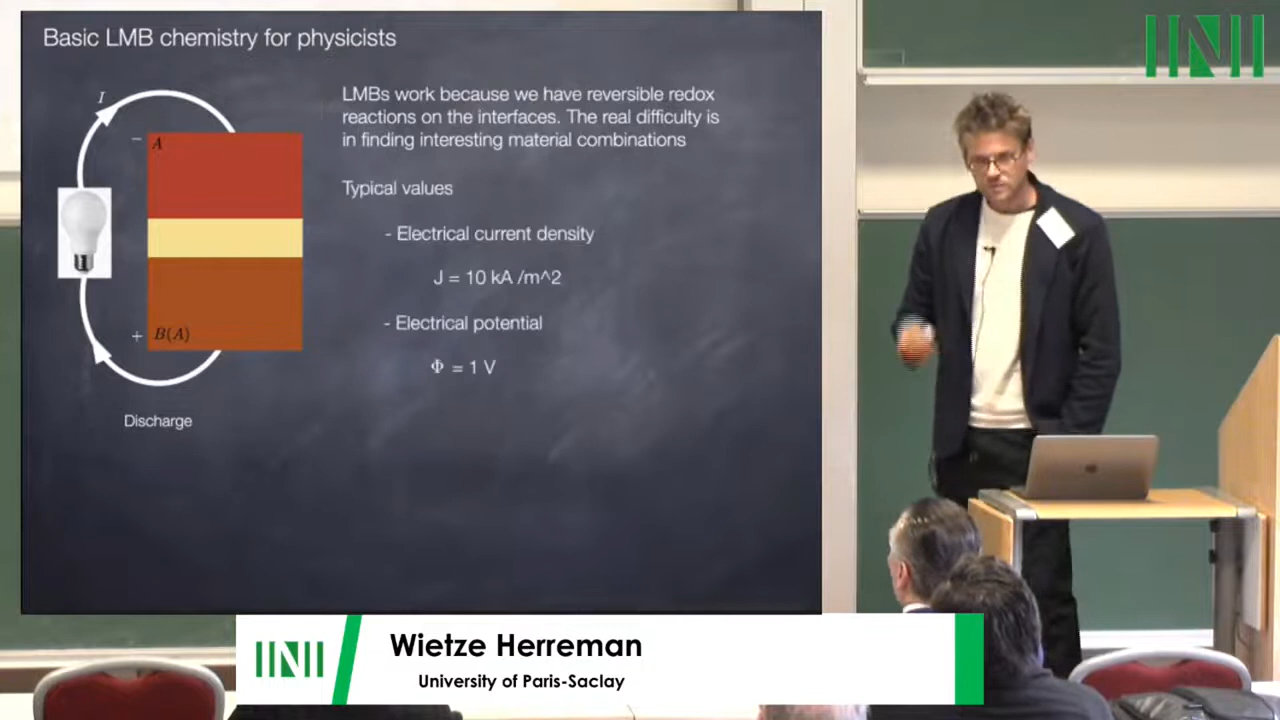 Basic LMB chemistry for physicists
I
− A
+ B(A)
Discharge
LMBs work because we have reversible redox
reactions on the interfaces. The real difficulty is
in finding interesting material combinations
Typical values
- Electrical current density
J = 10 kA /m^2
- Electrical potential
Φ = 1 V
Wietze Herreman
University of Paris-Saclay